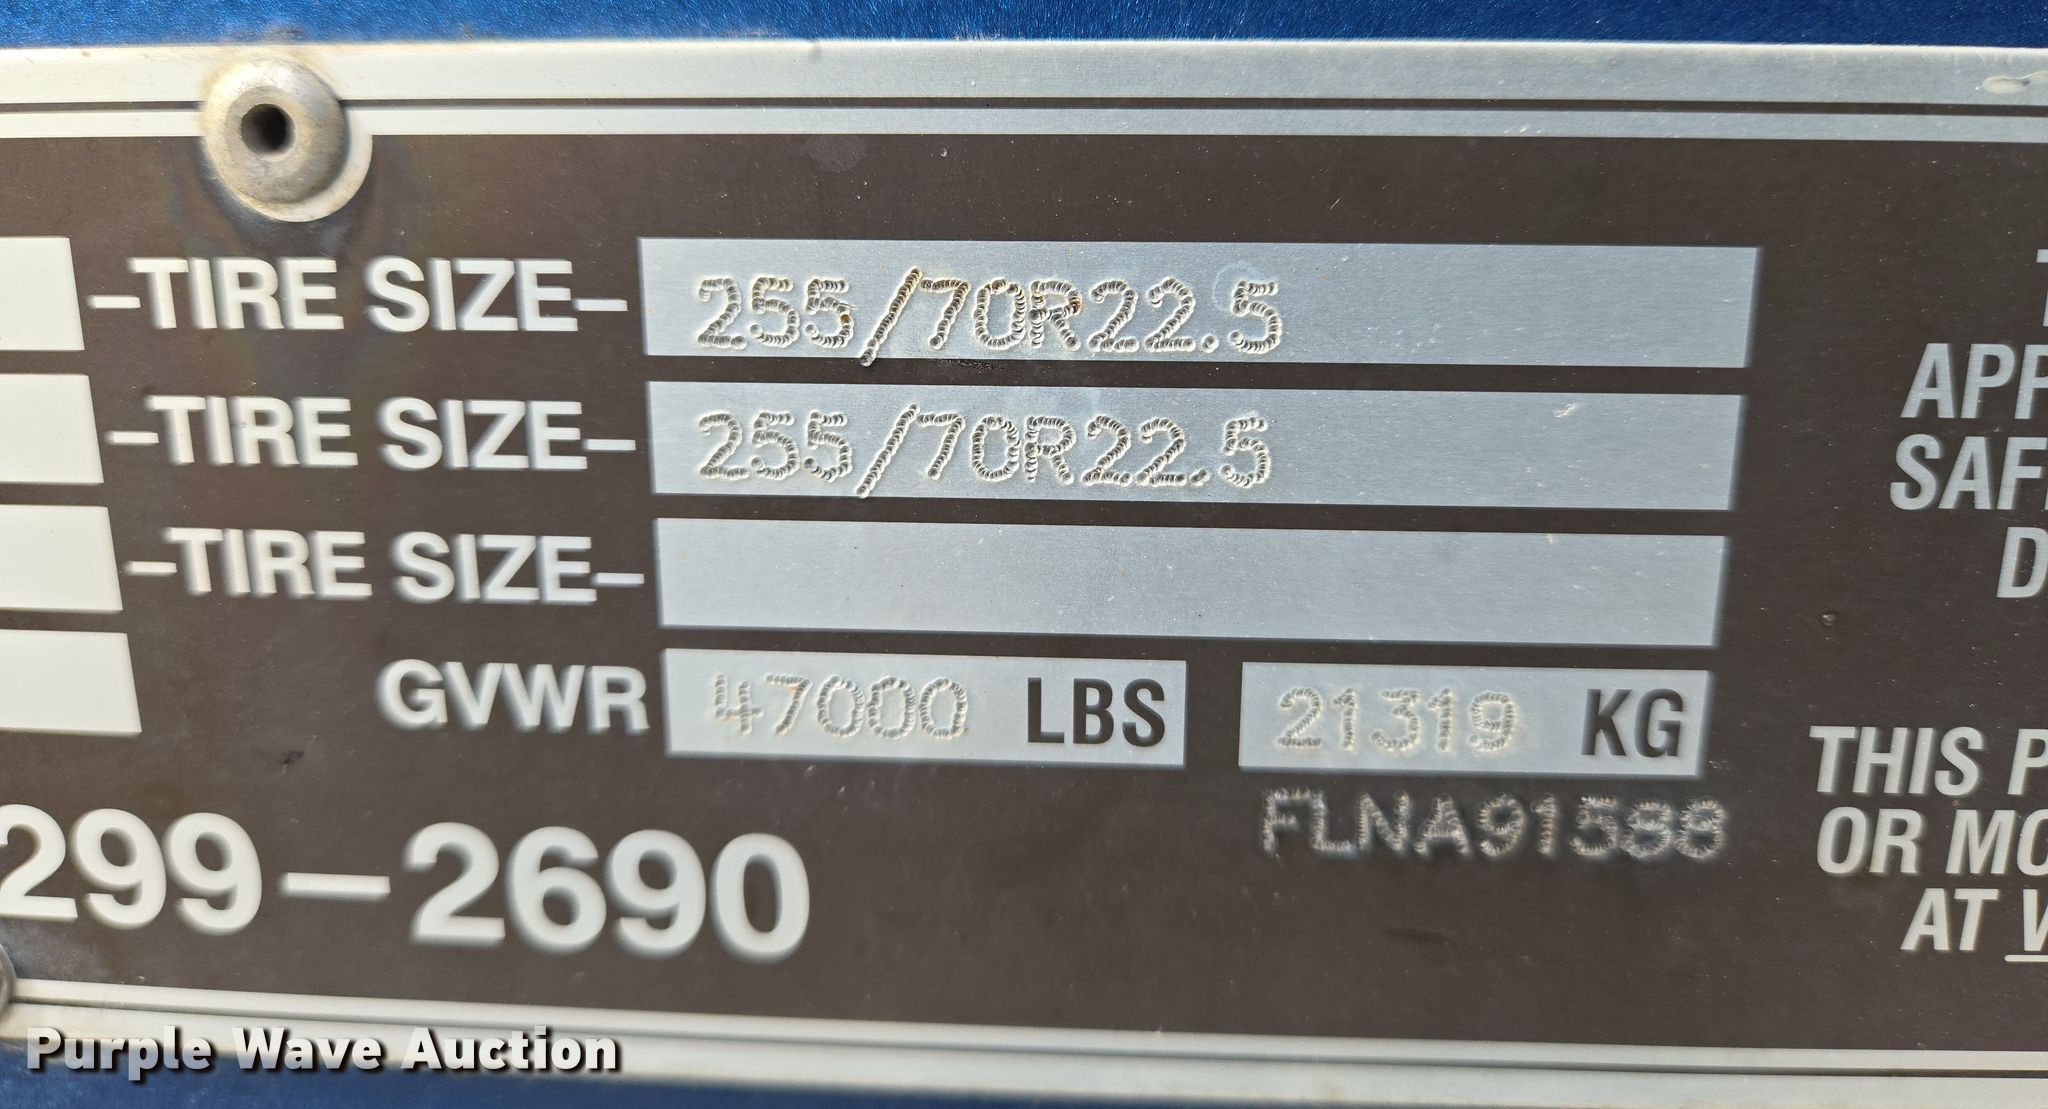 -TIRE SIZE- 255/70R22.5
-TIRE SIZE- 255/70R22.5
-TIRE SIZE-
GVWR 47000 LBS 21319 KG
FLNA91588
299-2690
APP
SAF
D
THIS P
OR MO
AT
Purple Wave Auction